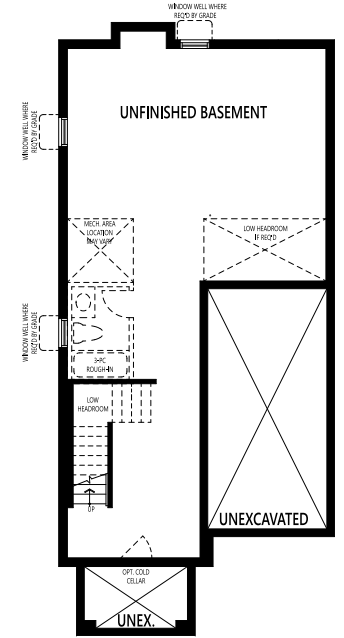 WINDOW WELL WHERE
REQ'D BY GRADE
UNFINISHED BASEMENT
WINDOW WELL WHERE
REQ'D BY GRADE
MECH. AREA
LOCATION
MAY VARY
LOW HEADROOM
IF REQ'D
WINDOW WELL WHERE
REQ'D BY GRADE
3-PC
ROUGH-IN
LOW
HEADROOM
UP
UNEXCAVATED
OPT. COLD
CELLAR
UNEX.